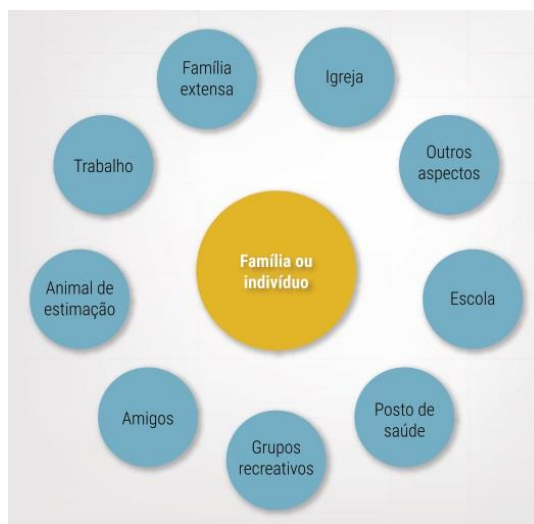 Família
extensa
Igreja
Outros
aspectos
Trabalho
Família ou
indivíduo
Animal de
estimação
Escola
Amigos
Posto de
saúde
Grupos
recreativos